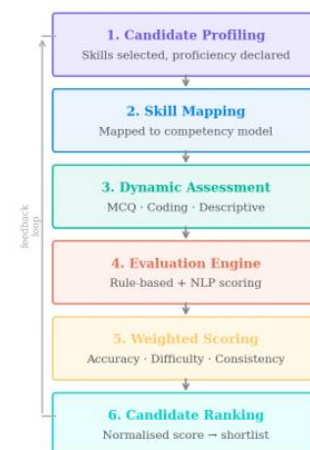 1. Candidate Profiling
Skills selected, proficiency declared
2. Skill Mapping
Mapped to competency model
3. Dynamic Assessment
MCQ · Coding · Descriptive
feedback
loop
4. Evaluation Engine
Rule-based + NLP scoring
5. Weighted Scoring
Accuracy · Difficulty · Consistency
6. Candidate Ranking
Normalised score → shortlist